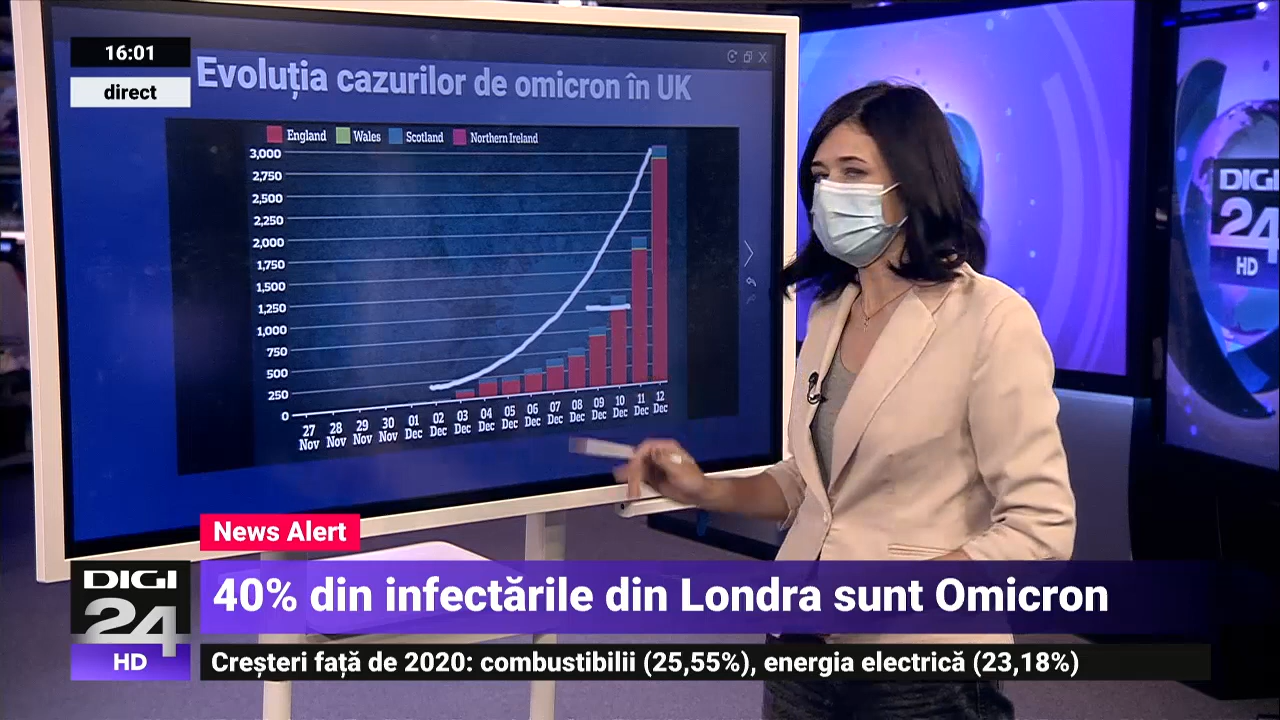 16:01
direct
Evoluția cazurilor de omicron în UK
England Wales Scotland Northern Ireland
3,000
2,750
2,500
2,250
2,000
1,750
1,500
1,250
1,000
750
500
250
0
27 Nov 28 Nov 29 Nov 30 Nov 01 Dec 02 Dec 03 Dec 04 Dec 05 Dec 06 Dec 07 Dec 08 Dec 09 Dec 10 Dec 11 Dec 12 Dec
DIGI
24
HD
News Alert
DIGI
24
HD
40% din infectările din Londra sunt Omicron
Creșteri față de 2020: combustibilii (25,55%), energia electrică (23,18%)